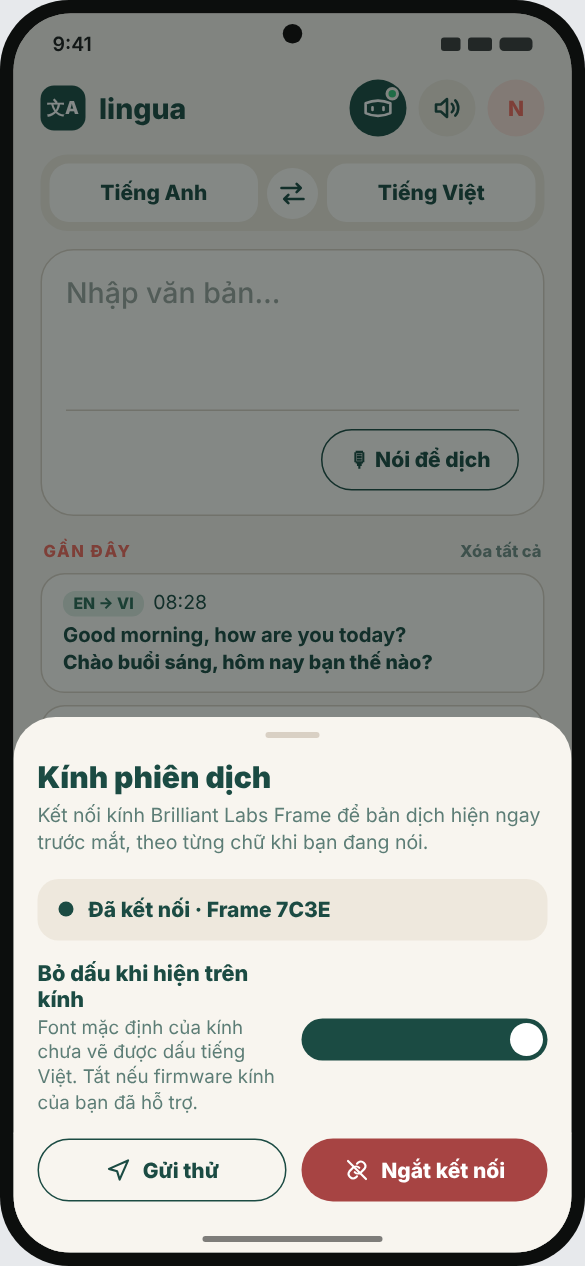 9:41
文A lingua N
Tiếng Anh Tiếng Việt
Nhập văn bản...
Nói để dịch
GẦN ĐÂY Xóa tất cả
EN → VI 08:28
Good morning, how are you today?
Chào buổi sáng, hôm nay bạn thế nào?
Kính phiên dịch
Kết nối kính Brilliant Labs Frame để bản dịch hiện ngay
trước mắt, theo từng chữ khi bạn đang nói.
Đã kết nối · Frame 7C3E
Bỏ dấu khi hiện trên
kính
Font mặc định của kính
chưa vẽ được dấu tiếng
Việt. Tắt nếu firmware kính
của bạn đã hỗ trợ.
Gửi thử Ngắt kết nối